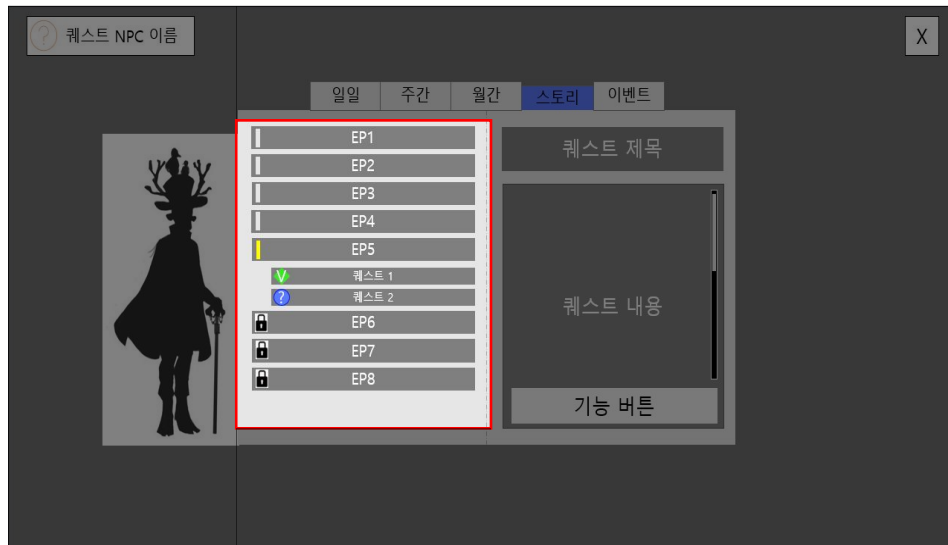 ? 퀘스트 NPC 이름
X
일일 주간 월간 스토리 이벤트
EP1
EP2
EP3
EP4
EP5
V 퀘스트 1
? 퀘스트 2
EP6
EP7
EP8
퀘스트 제목
퀘스트 내용
기능 버튼